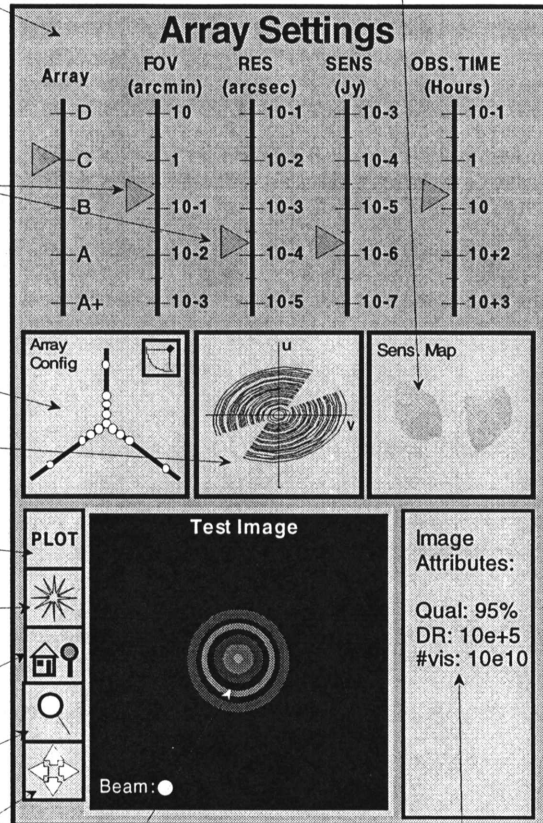 Array Settings
Array FOV RES SENS OBS. TIME
(arcmin) (arcsec) (Jy) (Hours)
D 10 10-1 10-3 10-1
C 1 10-2 10-4 1
B 10-1 10-3 10-5 10
A 10-2 10-4 10-6 10+2
A+ 10-3 10-5 10-7 10+3
Array
Config
u
v
Sens. Map
PLOT
Test Image
Beam:
Image
Attributes:
Qual: 95%
DR: 10e+5
#vis: 10e10